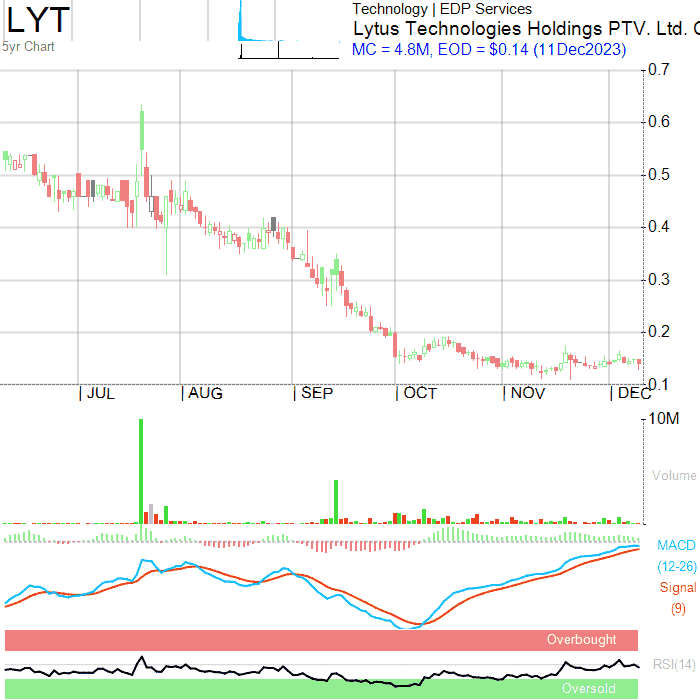 LYT
5yr Chart
Technology | EDP Services
Lytus Technologies Holdings PTV. Ltd. C
MC = 4.8M, EOD = $0.14 (11Dec2023)
0.7
0.6
0.5
0.4
0.3
0.2
0.1
JUL AUG SEP OCT NOV DEC
10M
Volume
MACD
(12-26)
Signal
(9)
Overbought
RSI(14)
Oversold